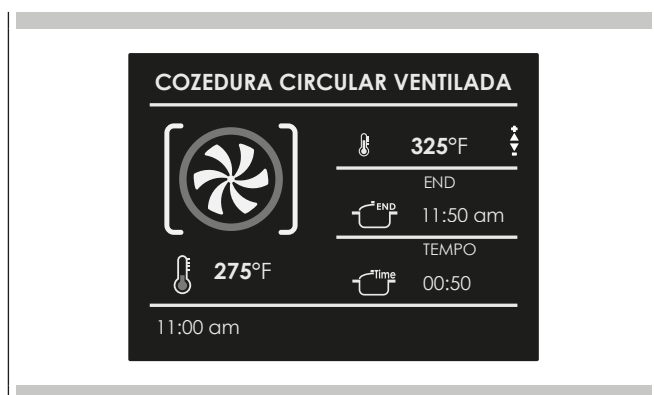 COZEDURA CIRCULAR VENTILADA
325°F
END
END
11:50 am
275°F
TEMPO
Time
00:50
11:00 am